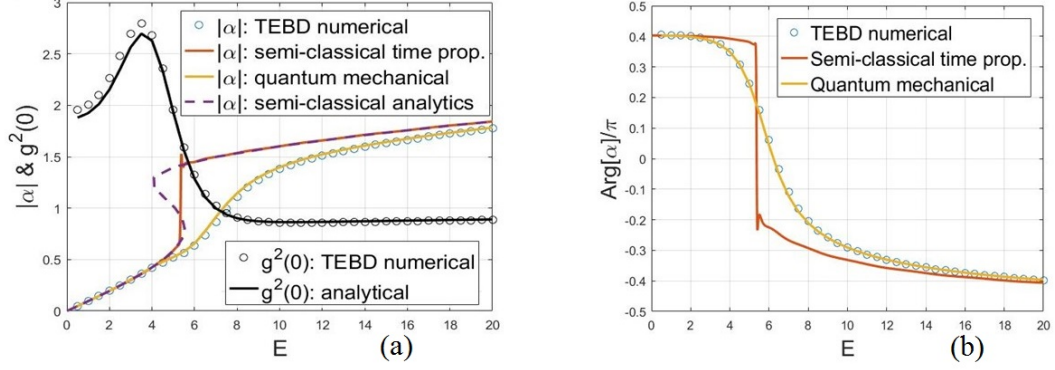 3
2.5
2
1.5
1
0.5
0
|α| & g²(0)
|α|: TEBD numerical
|α|: semi-classical time prop.
|α|: quantum mechanical
|α|: semi-classical analytics
g²(0): TEBD numerical
g²(0): analytical
0 2 4 6 8 10 12 14 16 18 20
E
(a)
0.5
0.4
0.3
0.2
0.1
0
-0.1
-0.2
-0.3
-0.4
-0.5
Arg[α]/π
TEBD numerical
Semi-classical time prop.
Quantum mechanical
0 2 4 6 8 10 12 14 16 18 20
E
(b)